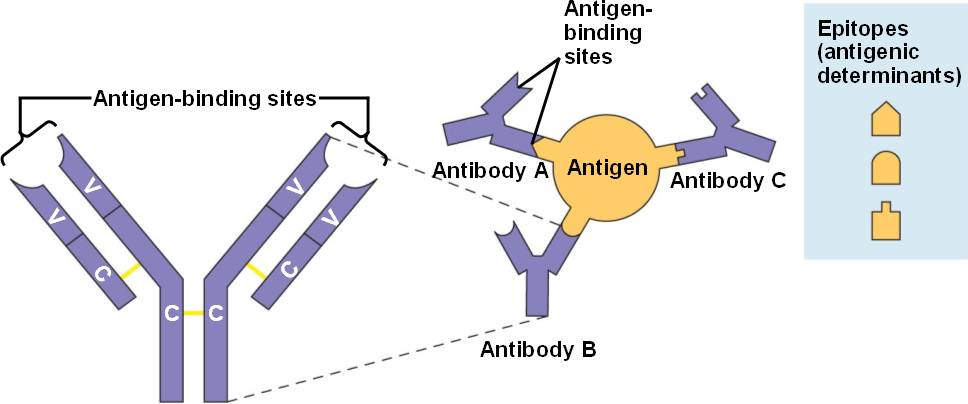 Antigen-binding sites
V
V
C
C
V
V
C
C
Antigen-
binding
sites
Antibody A
Antigen
Antibody C
Antibody B
Epitopes
(antigenic
determinants)